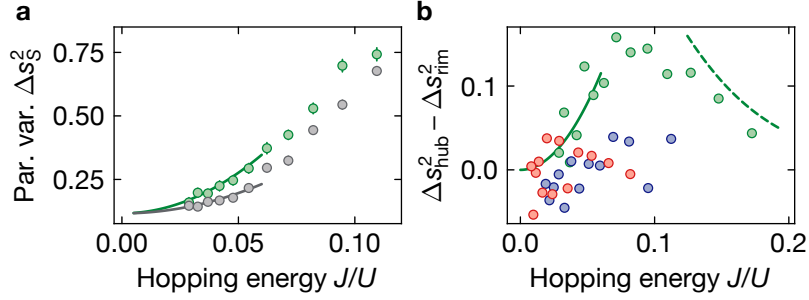 a
Par. var. Δs²_S
0.75
0.50
0.25
0.00
0.05
0.10
Hopping energy J/U
b
Δs²_hub − Δs²_rim
0.1
0.0
0.0
0.1
0.2
Hopping energy J/U